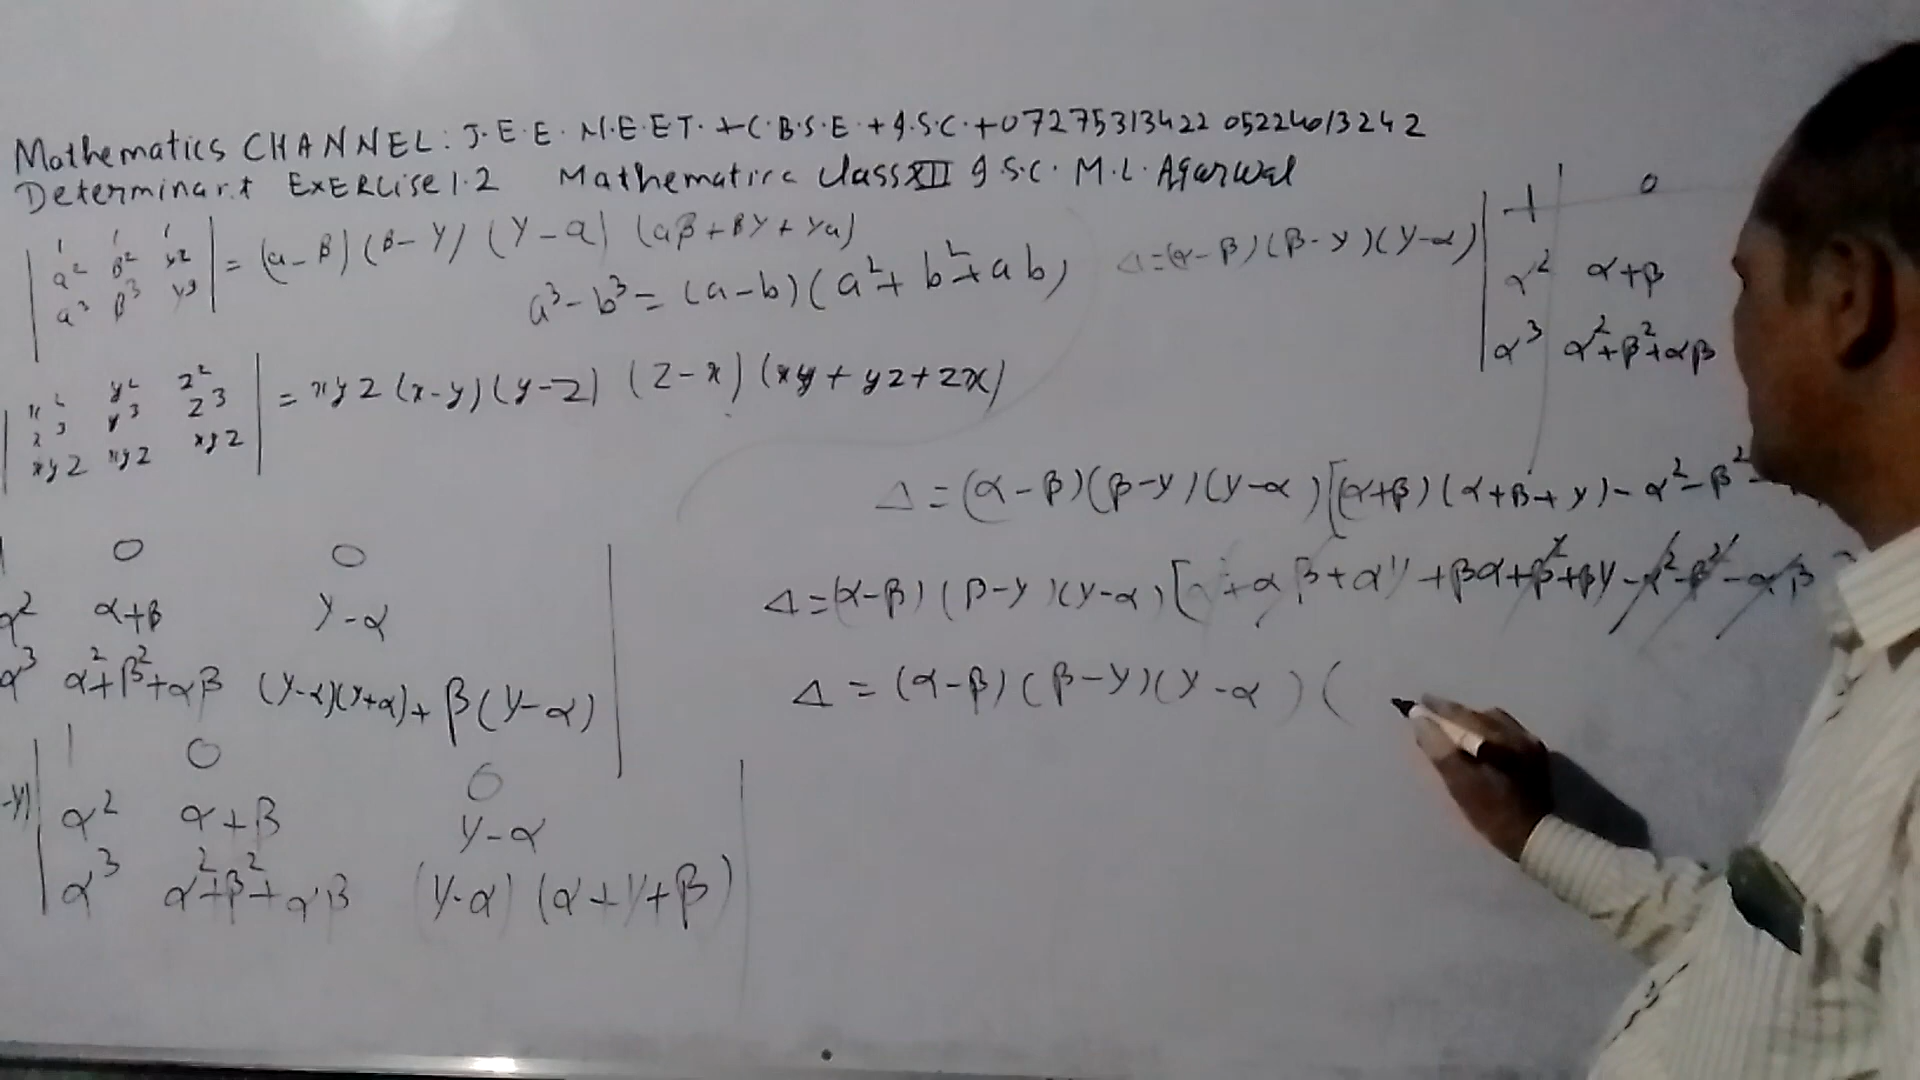 Mathematics CHANNEL: J.E.E. N.E.ET. + C.B.S.E + I.S.C. + 07275313422 05224013242
Determinant EXERCise 1.2 Mathematics Class XII I.S.C. M.L. Agarwal
| 1 1 1 |
| α² β² γ² | = (α-β) (β-γ) (γ-α) (αβ+βγ+γα)
| α³ β³ γ³ |
a³-b³ = (a-b)(a²+b²+ab)
| x² y² z² |
| x³ y³ z³ | = xyz (x-y)(y-z) (z-x) (xy+yz+zx)
| xyz xyz xyz |
0 0
α² α+β γ-α
α³ α²+β²+αβ (γ-α)(γ+α)+β(γ-α)
-γ) | 1 0 0 |
| α² α+β γ-α |
| α³ α²+β²+αβ (γ-α) (α+γ+β) |
Δ=(α-β)(β-γ)(γ-α) | 1 0
α² α+β
α³ α²+β²+αβ
Δ = (α-β)(β-γ)(γ-α)[(α+β)(α+β+γ)-α²-β²-
Δ=(α-β)(β-γ)(γ-α)[α²+αβ+αγ+βα+β²+βγ-α²-β²-αβ
Δ = (α-β)(β-γ)(γ-α)(